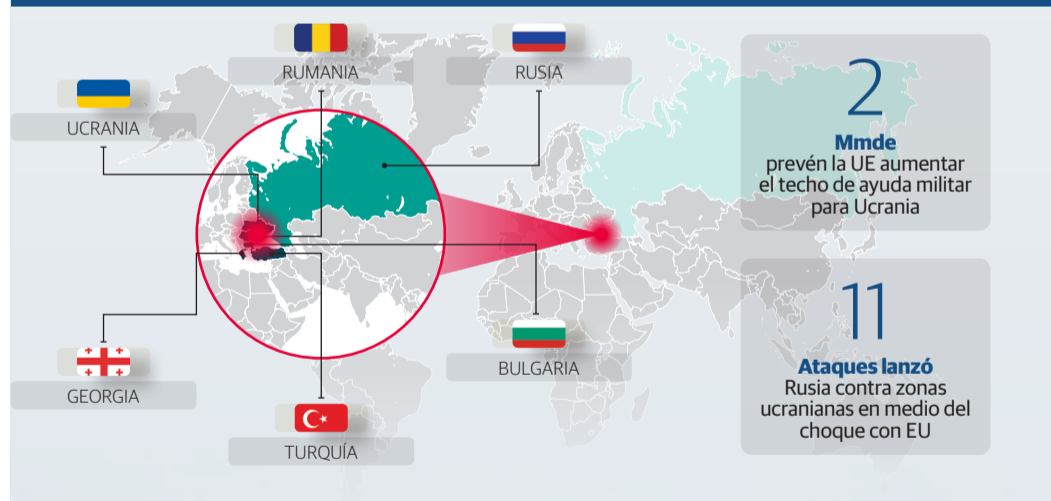 RUMANIA
RUSIA
UCRANIA
GEORGIA
TURQUÍA
BULGARIA
2
Mmde
prevén la UE aumentar
el techo de ayuda militar
para Ucrania
11
Ataques lanzó
Rusia contra zonas
ucranianas en medio del
choque con EU